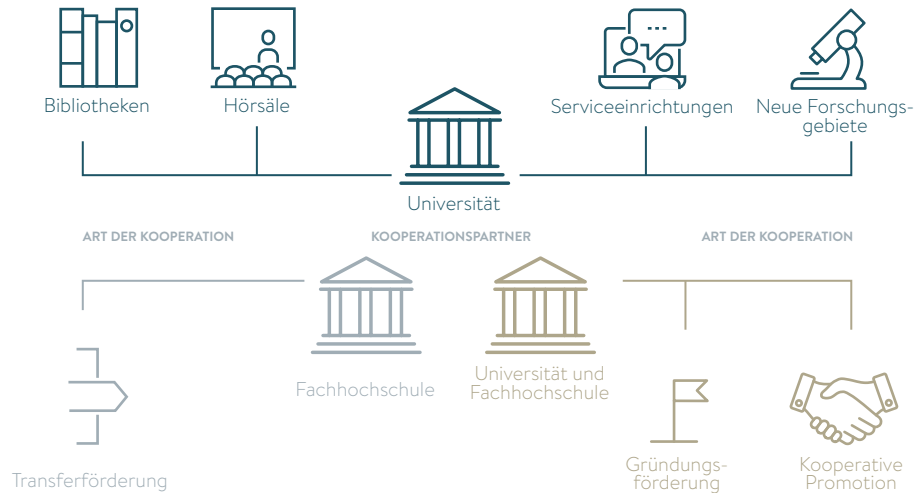 Bibliotheken
Hörsäle
Serviceeinrichtungen
Neue Forschungs-
gebiete
Universität
ART DER KOOPERATION
KOOPERATIONSPARTNER
ART DER KOOPERATION
Fachhochschule
Universität und
Fachhochschule
Transferförderung
Gründungs-
förderung
Kooperative
Promotion